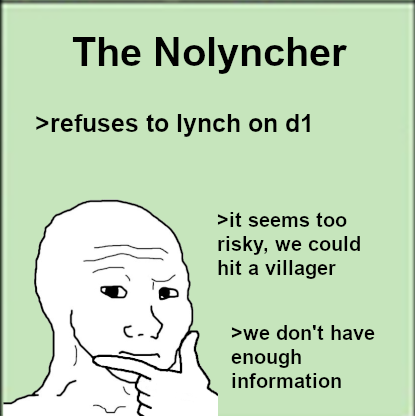 The Nolyncher
>refuses to lynch on d1
>it seems too
risky, we could
hit a villager
>we don't have
enough
information